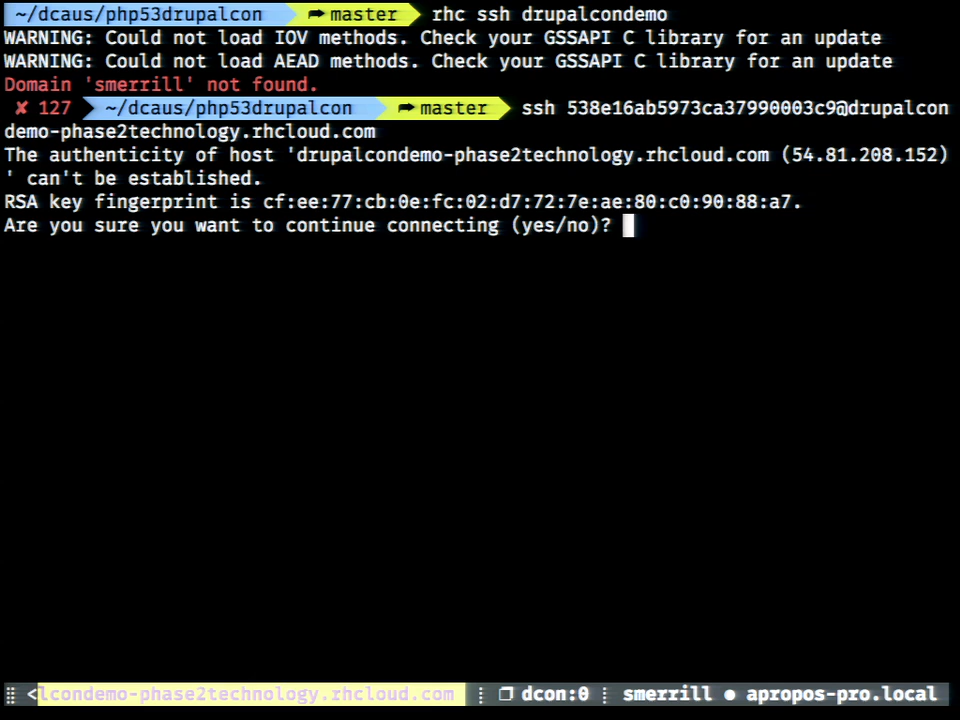 ~/dcaus/php53drupalcon ➦ master rhc ssh drupalcondemo
WARNING: Could not load IOV methods. Check your GSSAPI C library for an update
WARNING: Could not load AEAD methods. Check your GSSAPI C library for an update
Domain 'smerrill' not found.
✘ 127 ~/dcaus/php53drupalcon ➦ master ssh 538e16ab5973ca37990003c9@drupalcon
demo-phase2technology.rhcloud.com
The authenticity of host 'drupalcondemo-phase2technology.rhcloud.com (54.81.208.152)
' can't be established.
RSA key fingerprint is cf:ee:77:cb:0e:fc:02:d7:72:7e:ae:80:c0:90:88:a7.
Are you sure you want to continue connecting (yes/no)?
<lcondemo-phase2technology.rhcloud.com ⋮ ❐ dcon:0 ⋮ smerrill ● apropos-pro.local